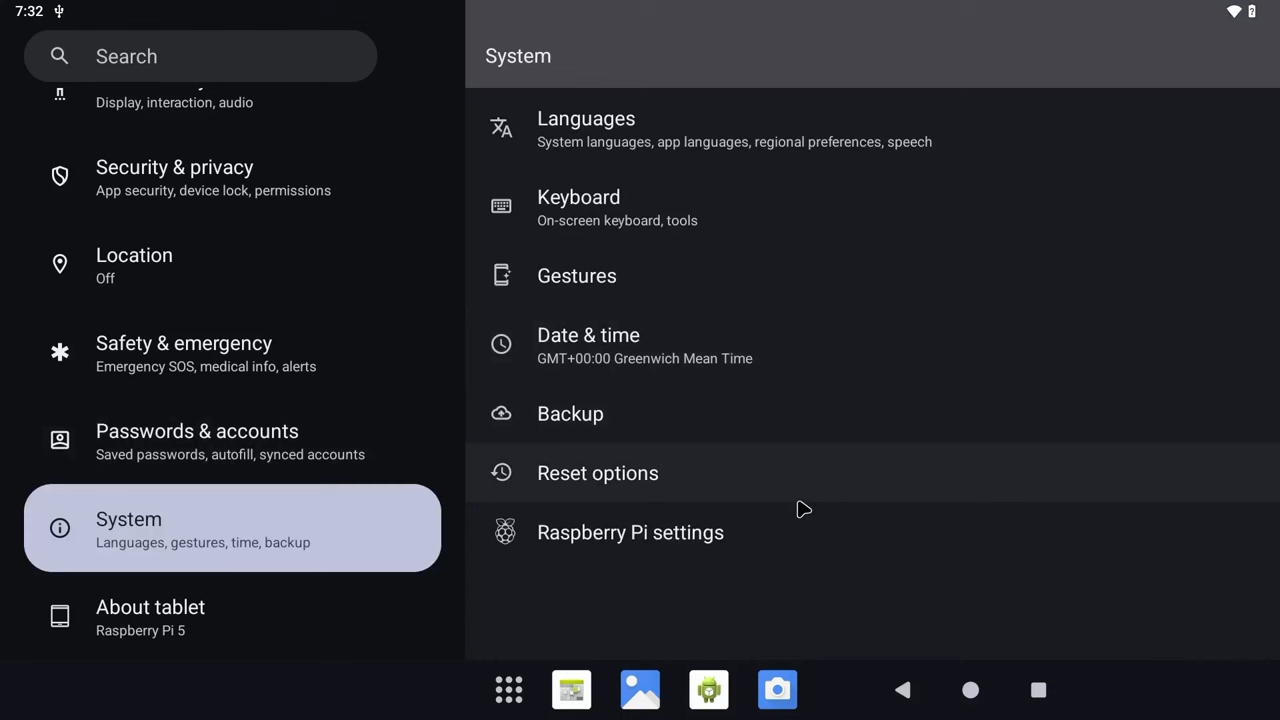 7:32
Search
Display, interaction, audio
Security & privacy
App security, device lock, permissions
Location
Off
Safety & emergency
Emergency SOS, medical info, alerts
Passwords & accounts
Saved passwords, autofill, synced accounts
System
Languages, gestures, time, backup
About tablet
Raspberry Pi 5
System
Languages
System languages, app languages, regional preferences, speech
Keyboard
On-screen keyboard, tools
Gestures
Date & time
GMT+00:00 Greenwich Mean Time
Backup
Reset options
Raspberry Pi settings